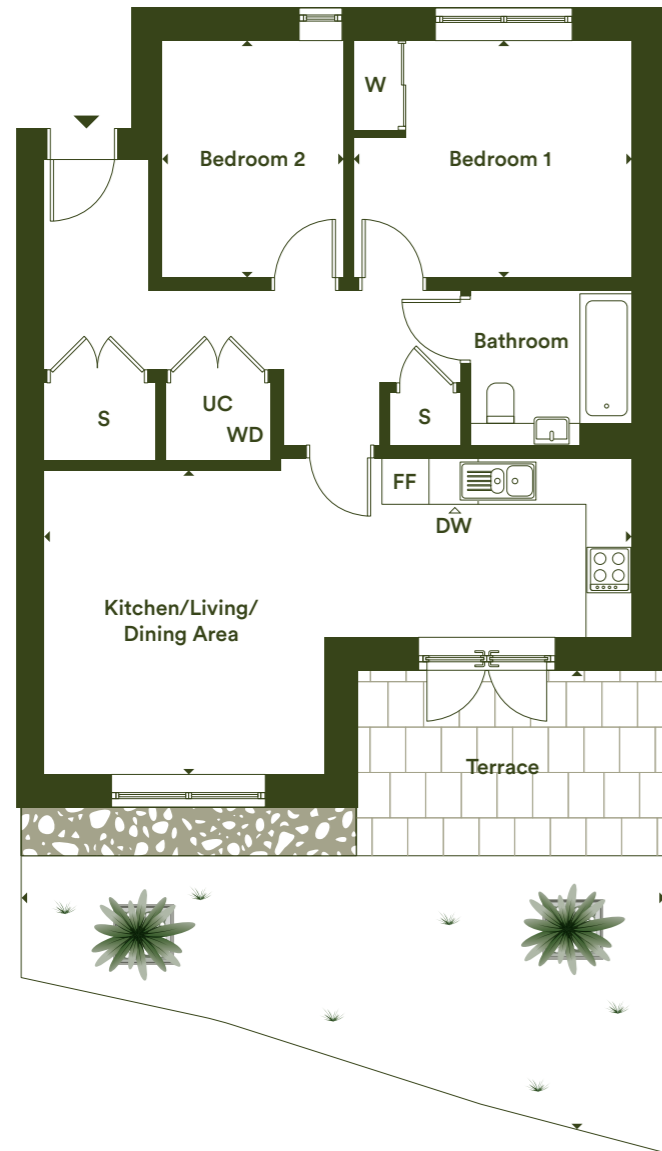 W
Bedroom 2
Bedroom 1
Bathroom
S
UC
WD
S
FF
DW
Kitchen/Living/
Dining Area
Terrace